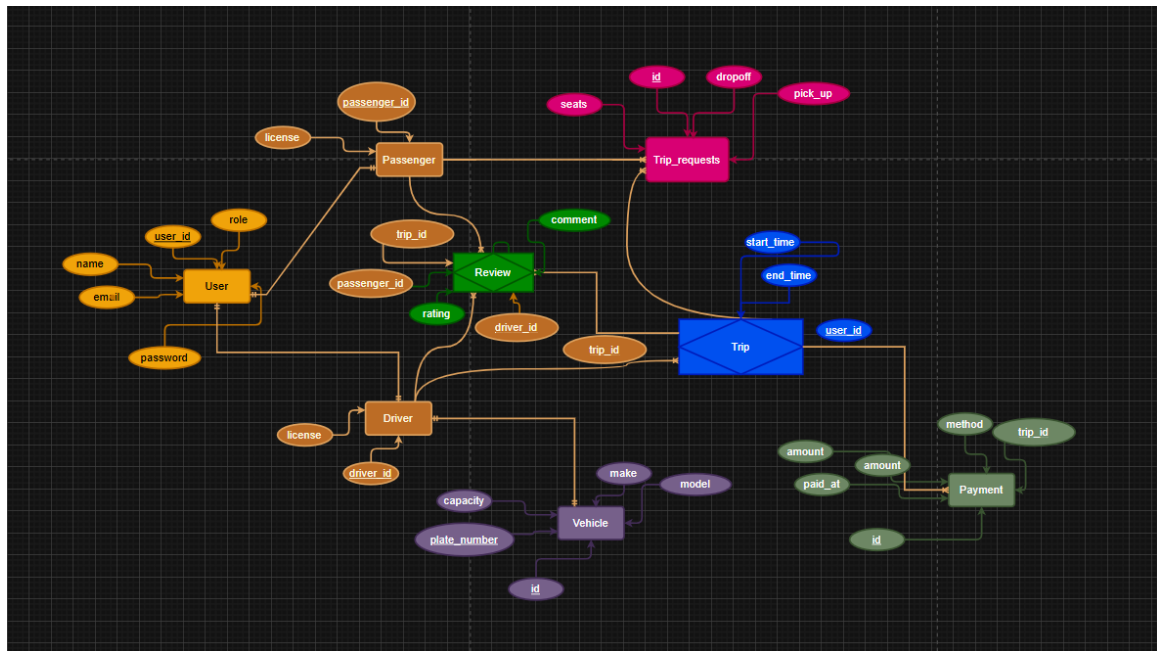 id
dropoff
pick_up
seats
passenger_id
license
Passenger
Trip_requests
role
comment
trip_id
user_id
start_time
name
Review
end_time
passenger_id
User
email
rating
driver_id
user_id
trip_id
Trip
password
Driver
license
method
trip_id
amount
amount
driver_id
make
model
paid_at
Payment
capacity
Vehicle
plate_number
id
id